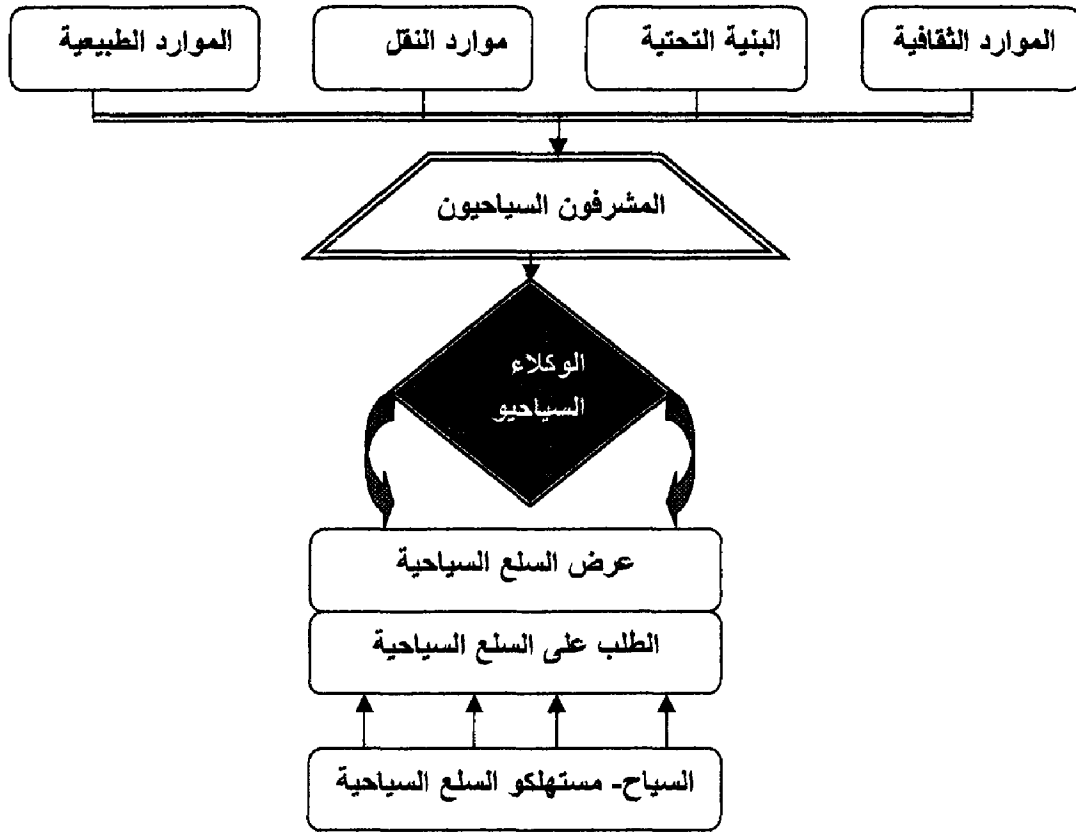 الموارد الثقافية
البنية التحتية
موارد النقل
الموارد الطبيعية
المشرفون السياحيون
الوكلاء
السياحيو
عرض السلع السياحية
الطلب على السلع السياحية
السياح- مستهلكو السلع السياحية